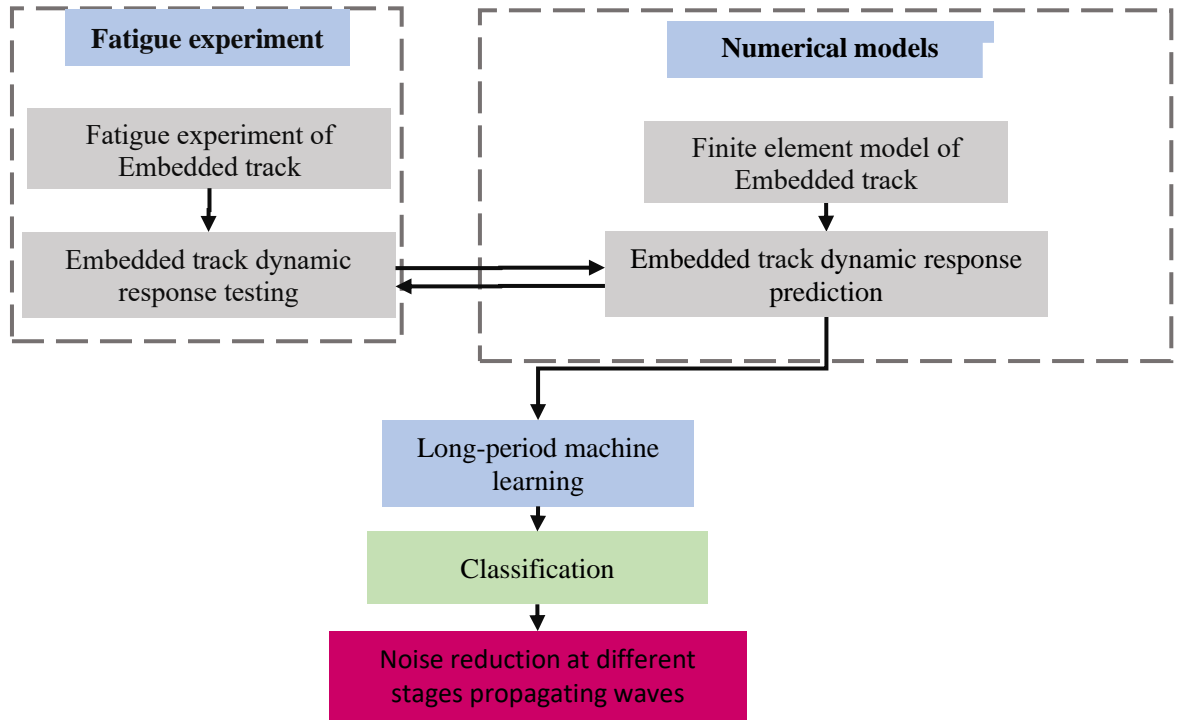 Fatigue experiment
Fatigue experiment of
Embedded track
Embedded track dynamic
response testing
Numerical models
Finite element model of
Embedded track
Embedded track dynamic response
prediction
Long-period machine
learning
Classification
Noise reduction at different
stages propagating waves